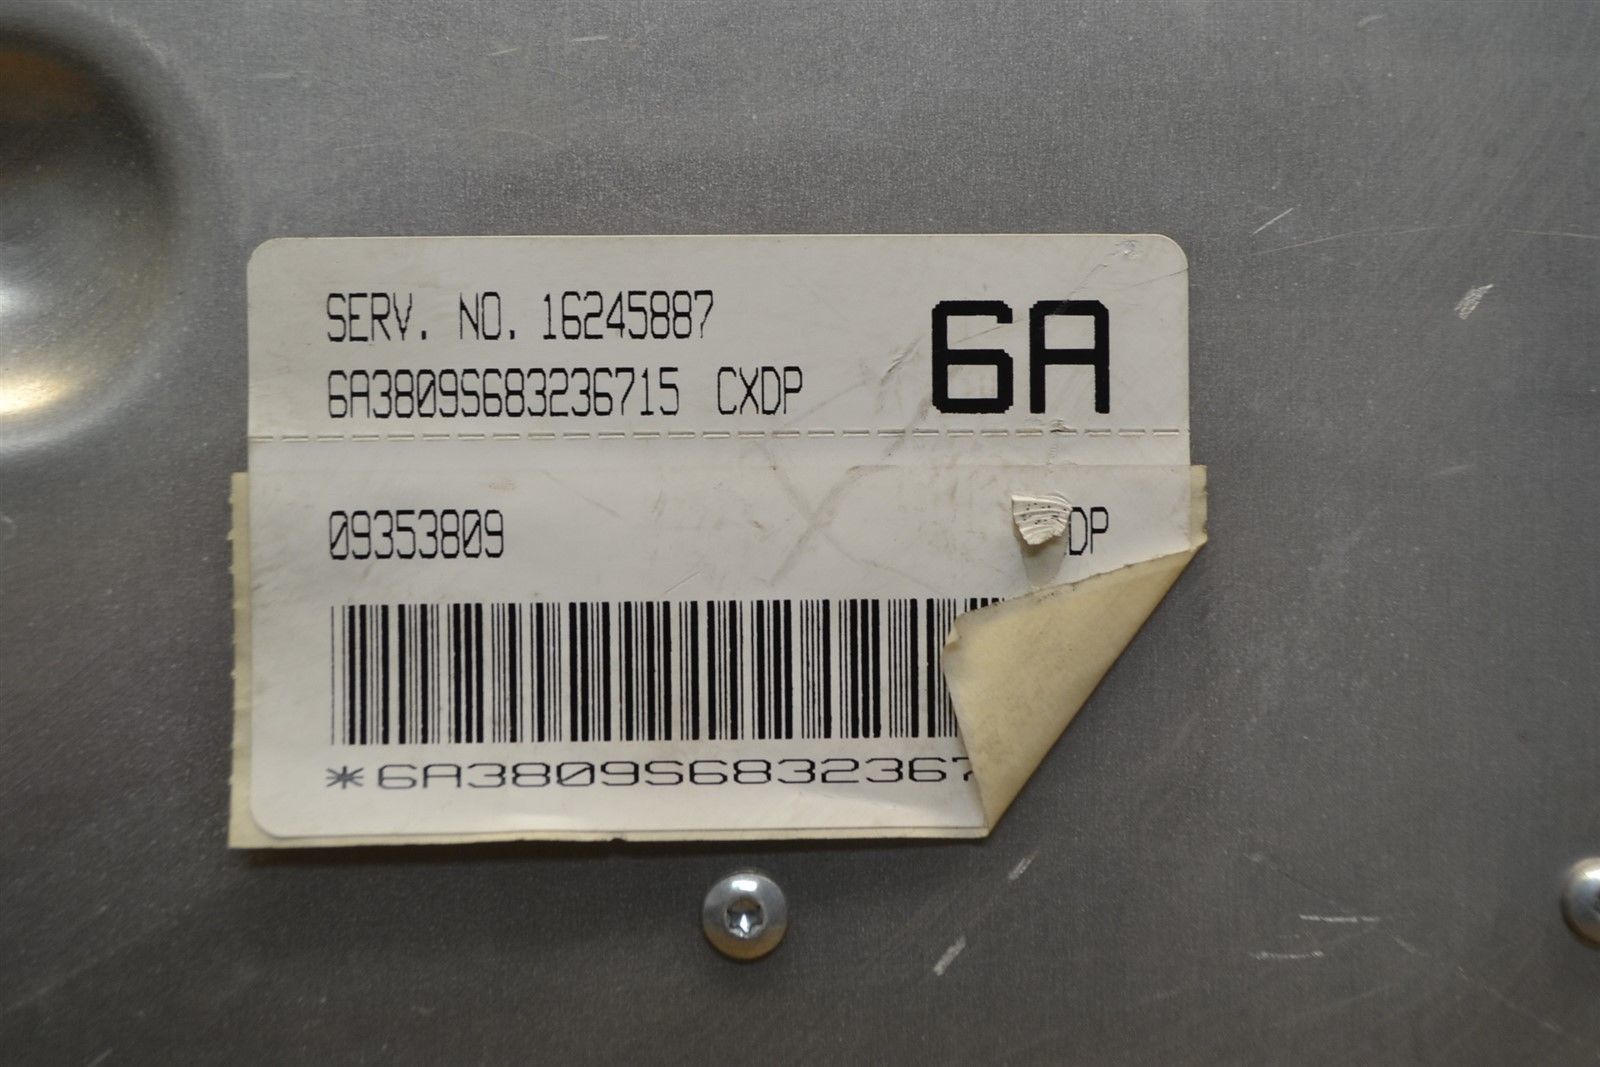 SERV. NO. 16245887
6A3809S683236715 CXDP
6A
09353809
DP
*6A3809S6832367